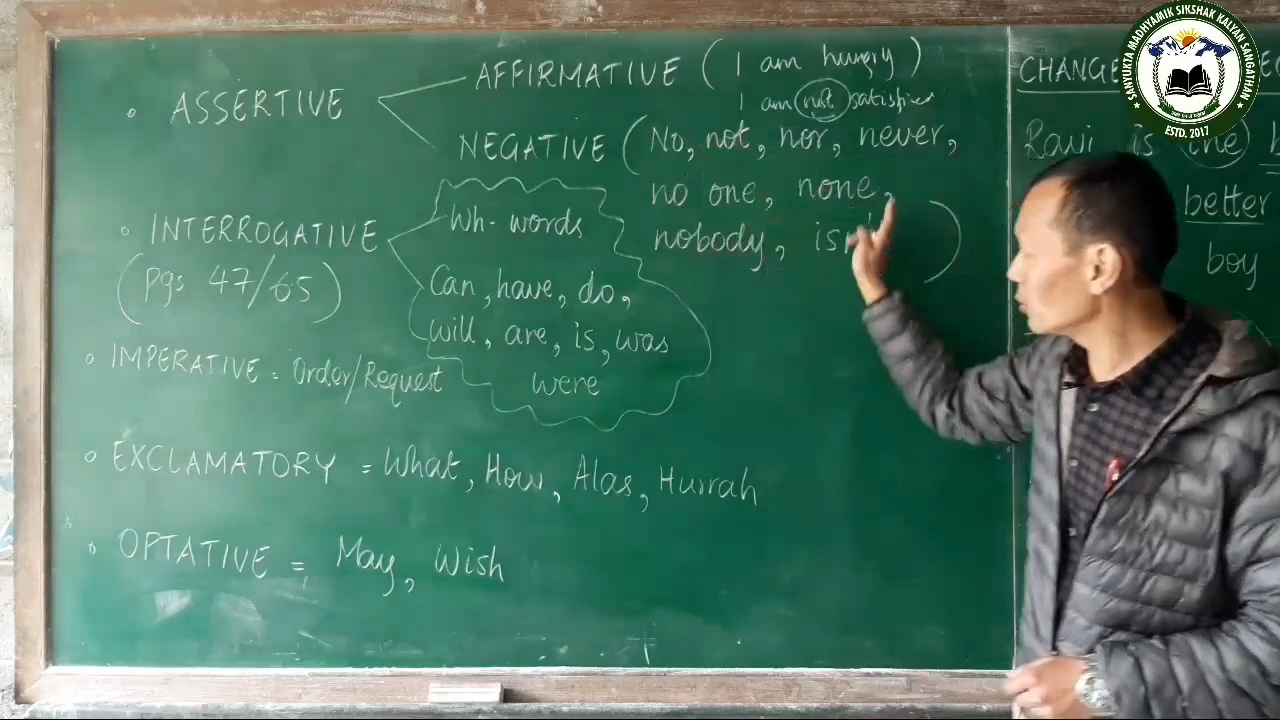 • ASSERTIVE
AFFIRMATIVE ( I am hungry )
I am not satisfied
NEGATIVE ( No, not, nor, never,
no one, none,
nobody, )
• INTERROGATIVE
(pgs 47/65)
Wh- words
Can, have, do,
will, are, is, was
were
• IMPERATIVE = Order/Request
• EXCLAMATORY = What, How, Alas, Hurrah
• OPTATIVE = May, Wish
CHANGE
Ravi is the
better
boy
SANYUKTA MADHYAMIK SIKSHAK KALYAN SANGATHAN
ESTD. 2017